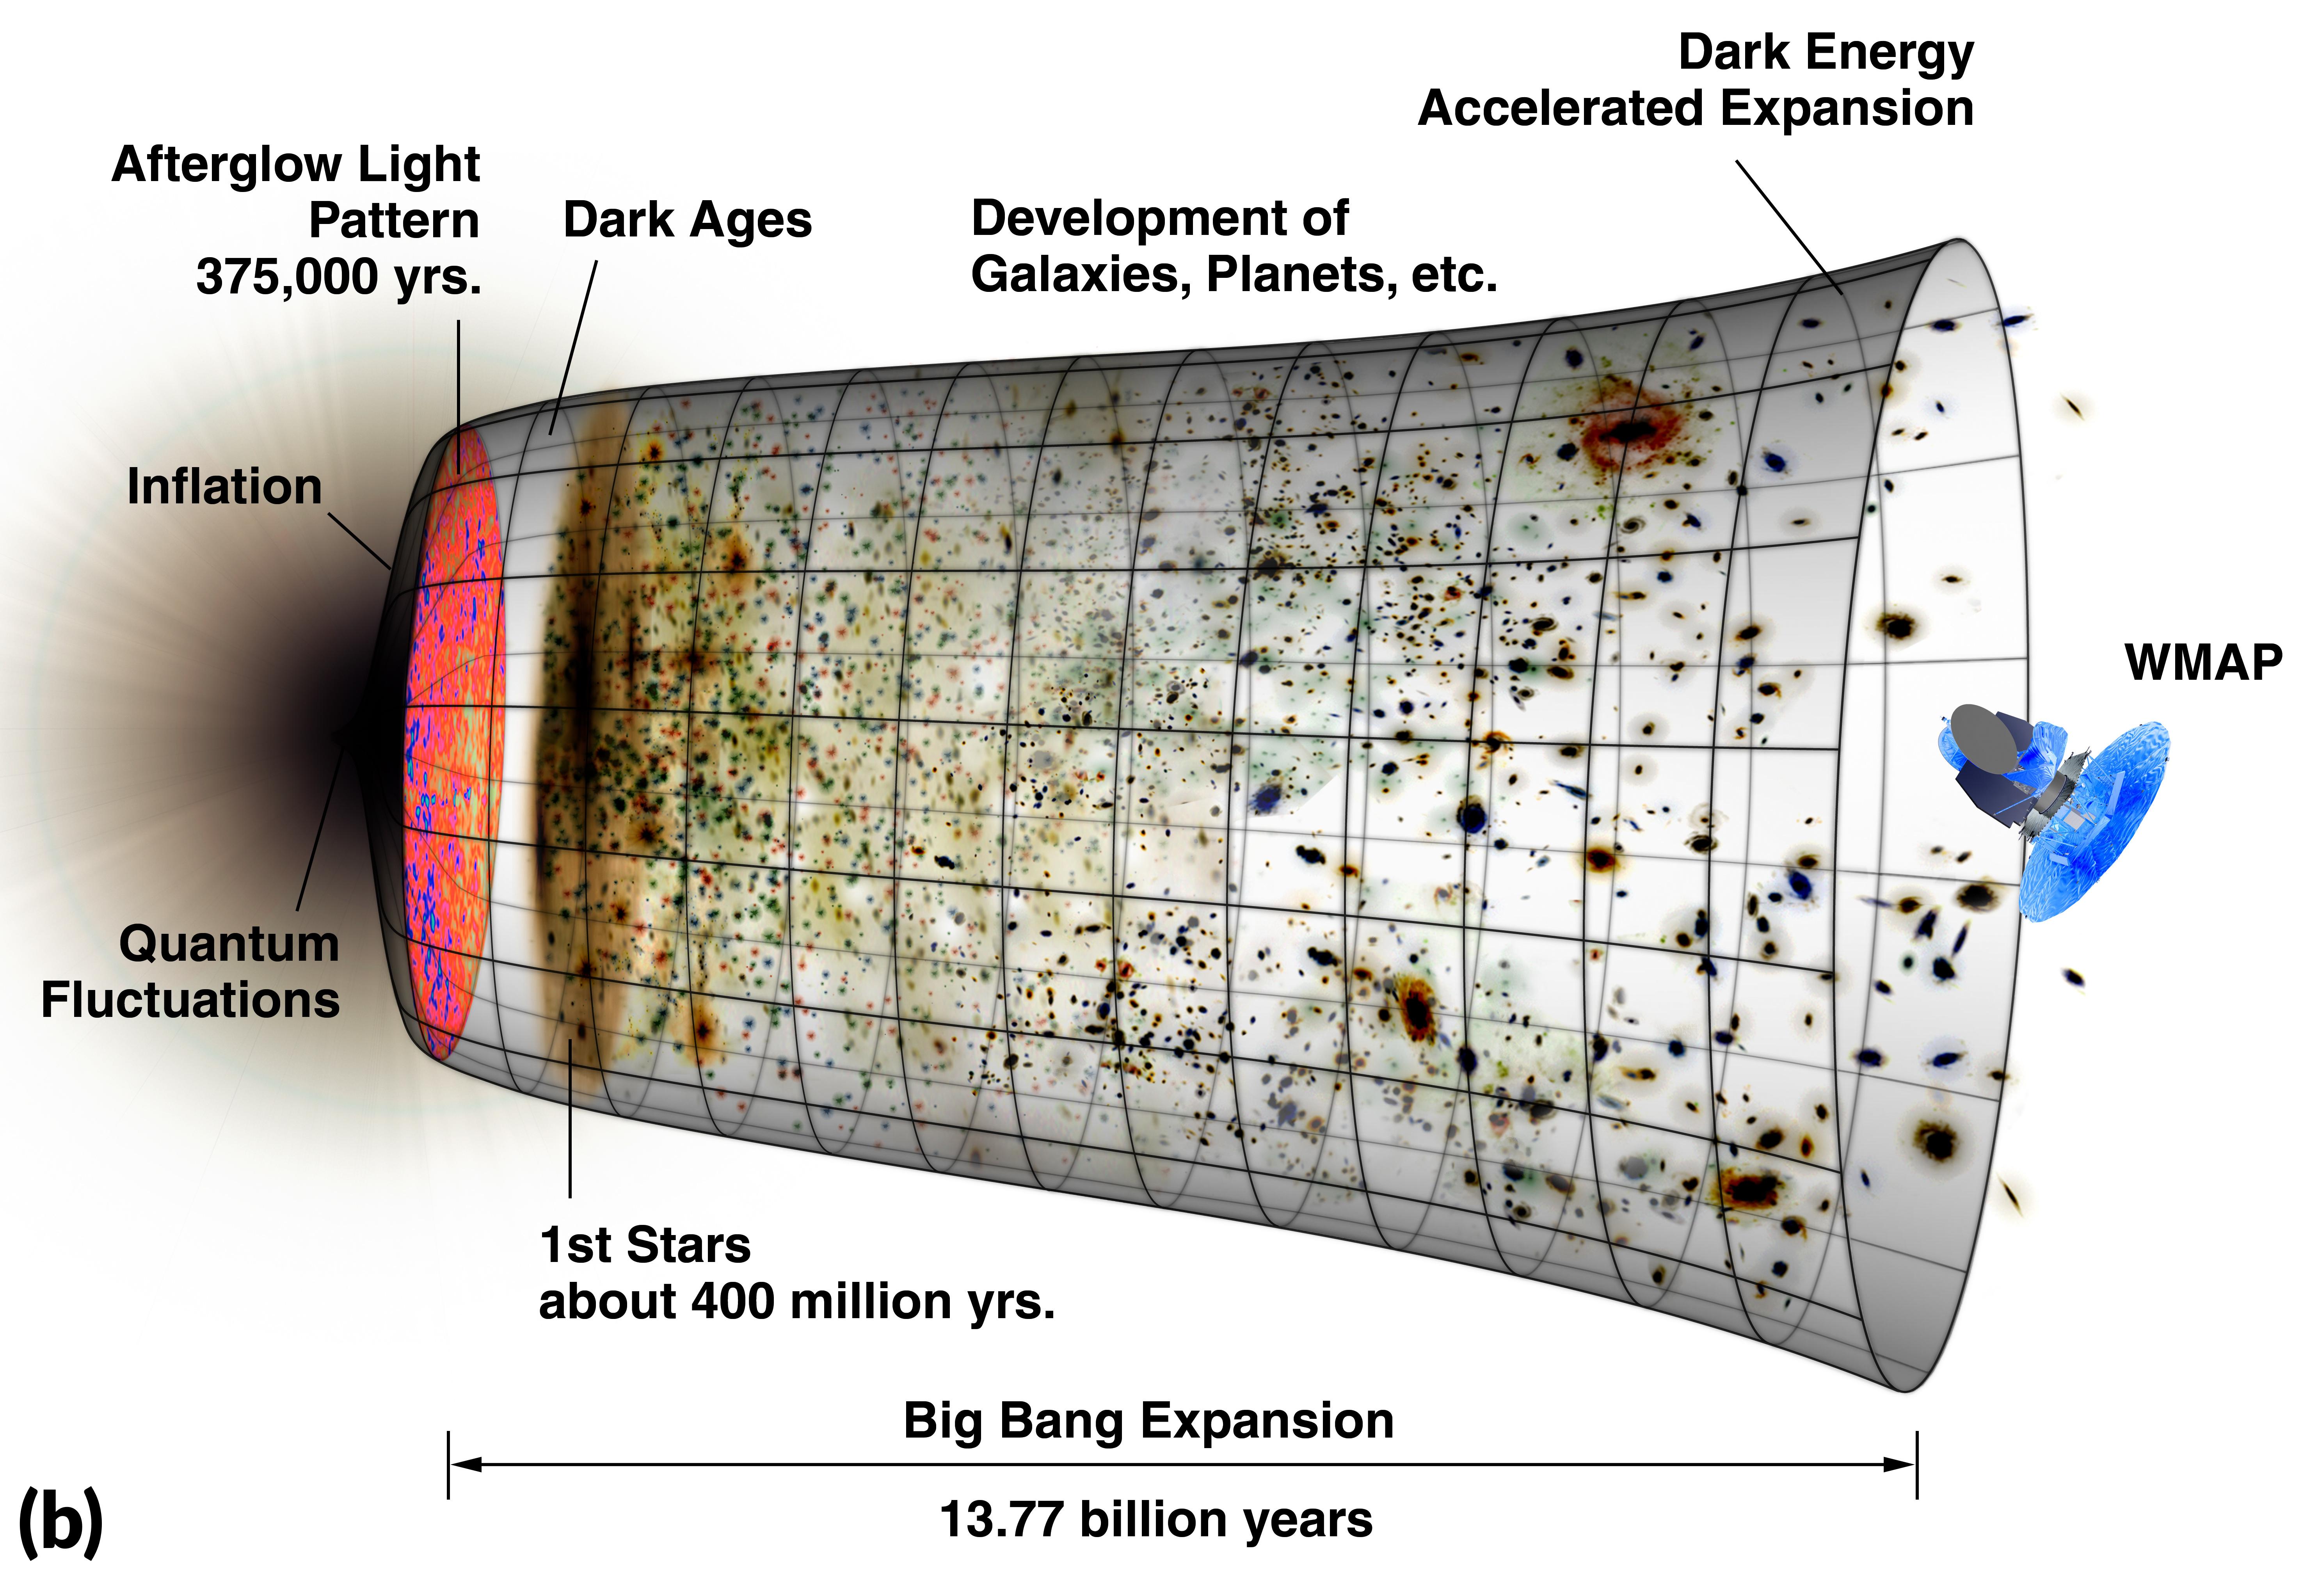 Dark Energy
Accelerated Expansion
Afterglow Light
Pattern
375,000 yrs.
Dark Ages
Development of
Galaxies, Planets, etc.
Inflation
WMAP
Quantum
Fluctuations
1st Stars
about 400 million yrs.
Big Bang Expansion
13.77 billion years
(b)